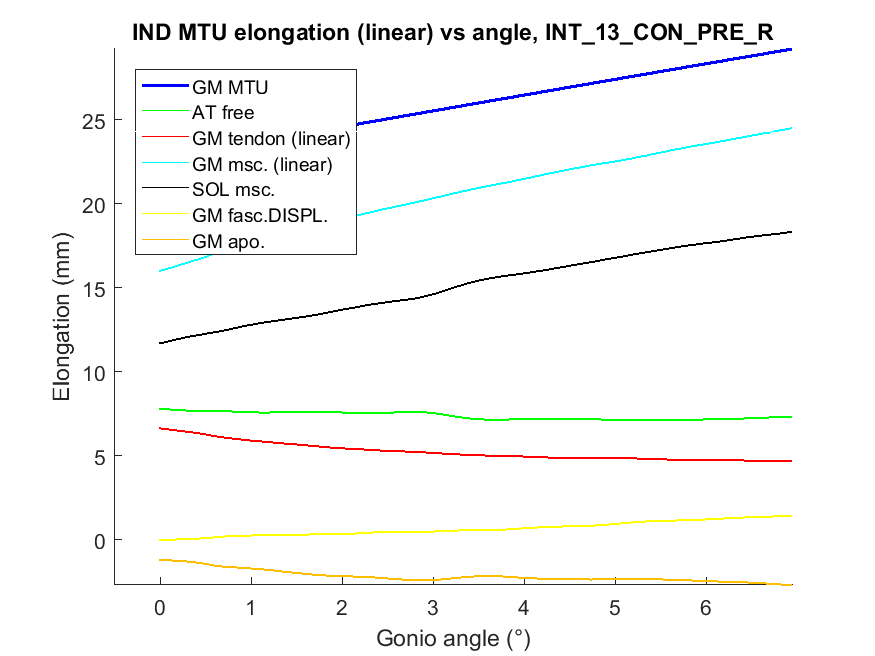 IND MTU elongation (linear) vs angle, INT_13_CON_PRE_R
GM MTU
AT free
GM tendon (linear)
GM msc. (linear)
SOL msc.
GM fasc.DISPL.
GM apo.
25
20
15
10
5
0
Elongation (mm)
0 1 2 3 4 5 6
Gonio angle (°)